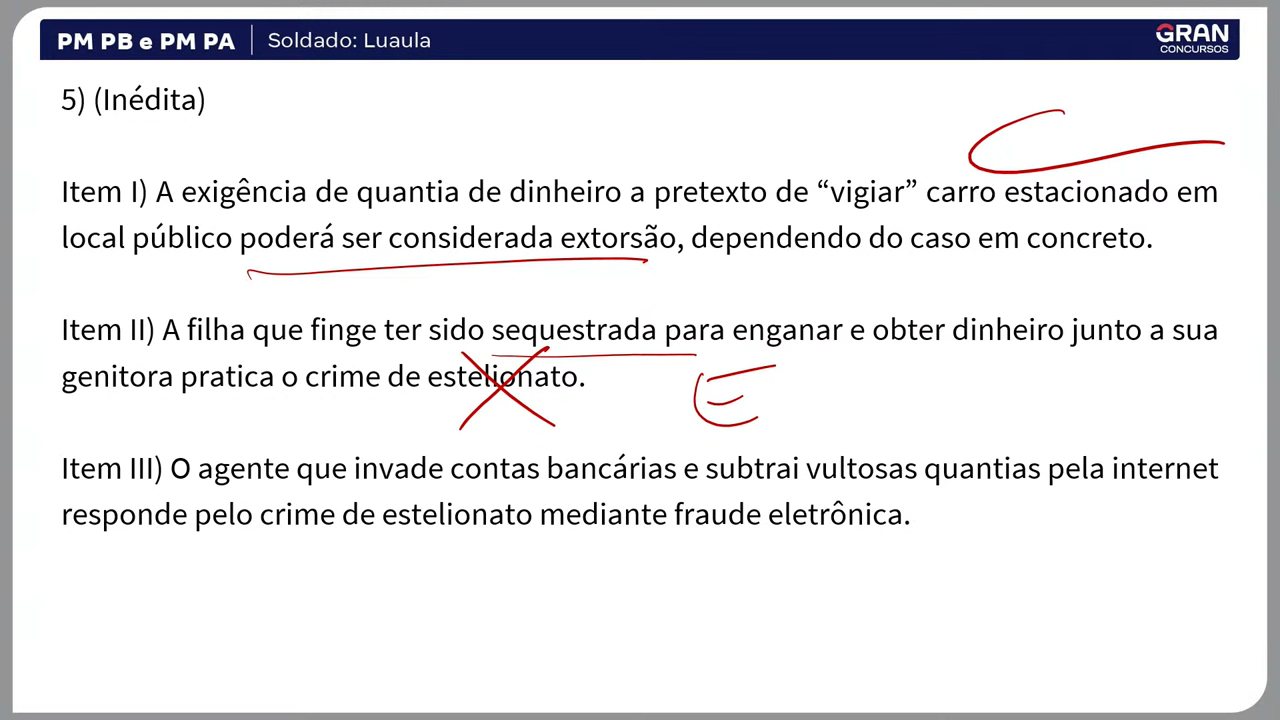 PM PB e PM PA | Soldado: Luaula
GRAN
CONCURSOS
5) (Inédita)
C
Item I) A exigência de quantia de dinheiro a pretexto de “vigiar” carro estacionado em
local público poderá ser considerada extorsão, dependendo do caso em concreto.
Item II) A filha que finge ter sido sequestrada para enganar e obter dinheiro junto a sua
genitora pratica o crime de estelionato.
E
Item III) O agente que invade contas bancárias e subtrai vultosas quantias pela internet
responde pelo crime de estelionato mediante fraude eletrônica.